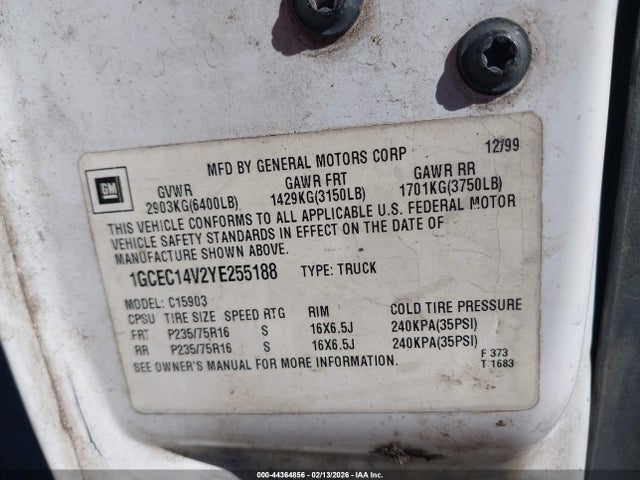 MFD BY GENERAL MOTORS CORP 12/99
GM
GVWR GAWR FRT GAWR RR
2903KG(6400LB) 1429KG(3150LB) 1701KG(3750LB)
THIS VEHICLE CONFORMS TO ALL APPLICABLE U.S. FEDERAL MOTOR
VEHICLE SAFETY STANDARDS IN EFFECT ON THE DATE OF
MANUFACTURE SHOWN ABOVE.
1GCEC14V2YE255188 TYPE: TRUCK
MODEL: C15903
CPSU TIRE SIZE SPEED RTG RIM COLD TIRE PRESSURE
FRT P235/75R16 S 16X6.5J 240KPA(35PSI)
RR P235/75R16 S 16X6.5J 240KPA(35PSI)
SEE OWNER'S MANUAL FOR MORE INFORMATION.
F 373
T 1683
000-44364856 | 02/13/2026 - © IAA Inc.